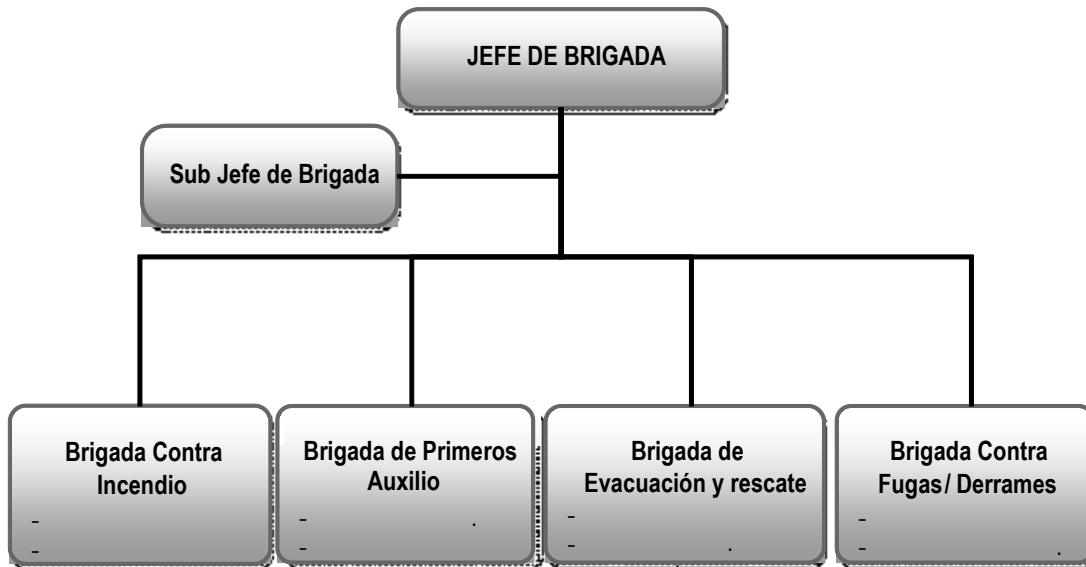 JEFE DE BRIGADA
Sub Jefe de Brigada
Brigada Contra
Incendio
-
-
Brigada de Primeros
Auxilio
- .
-
Brigada de
Evacuación y rescate
-
- .
Brigada Contra
Fugas/ Derrames
-
- .